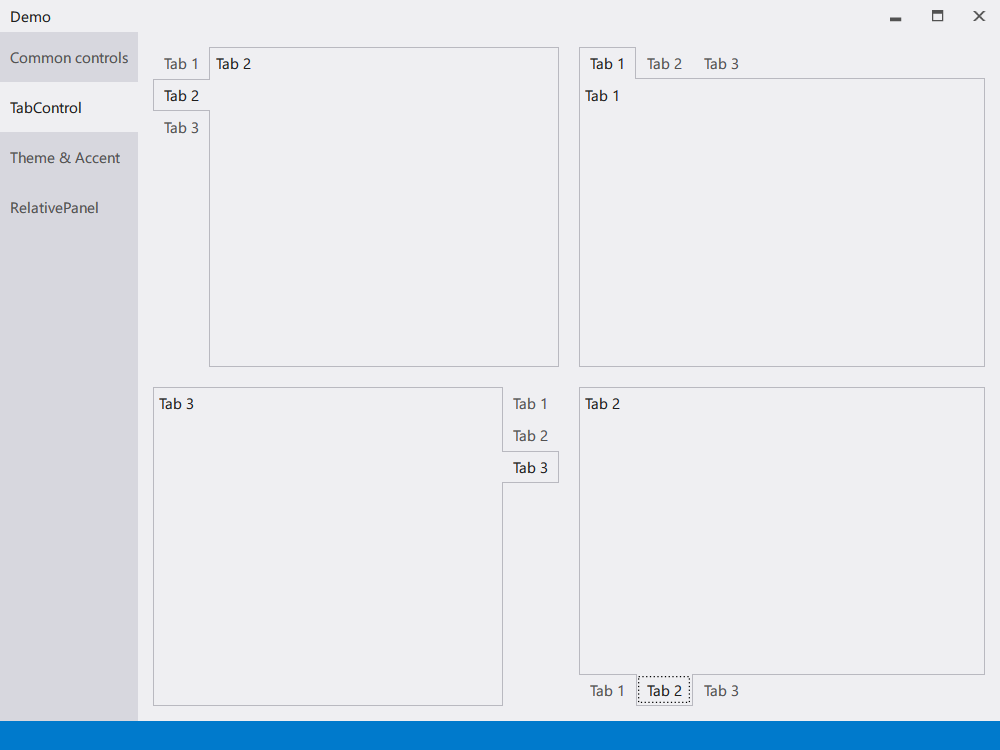 Demo
Common controls
TabControl
Theme & Accent
RelativePanel
Tab 1
Tab 2
Tab 3
Tab 2
Tab 1 Tab 2 Tab 3
Tab 1
Tab 3
Tab 1
Tab 2
Tab 3
Tab 2
Tab 1 Tab 2 Tab 3